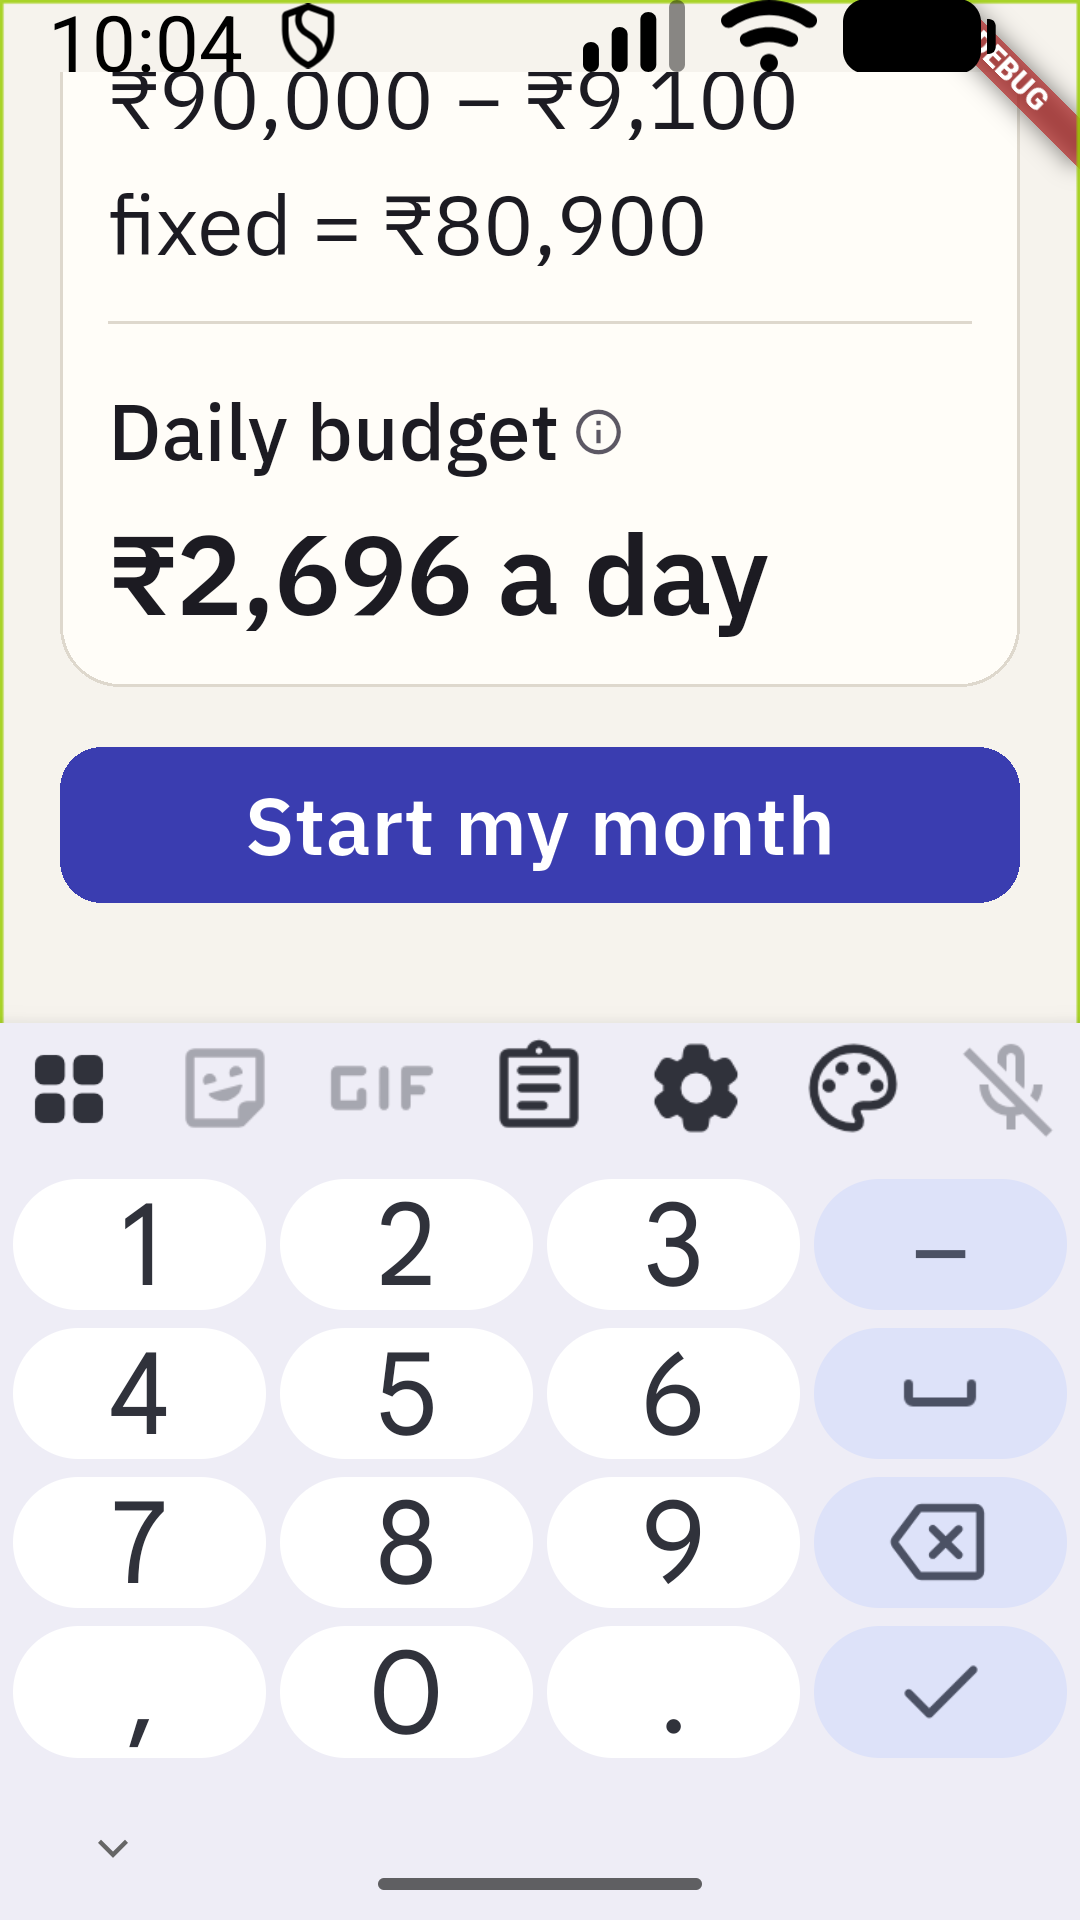 10:04
DEBUG
₹90,000 – ₹9,100
fixed = ₹80,900
Daily budget
₹2,696 a day
Start my month
GIF
1 2 3 –
4 5 6
7 8 9
, 0 .